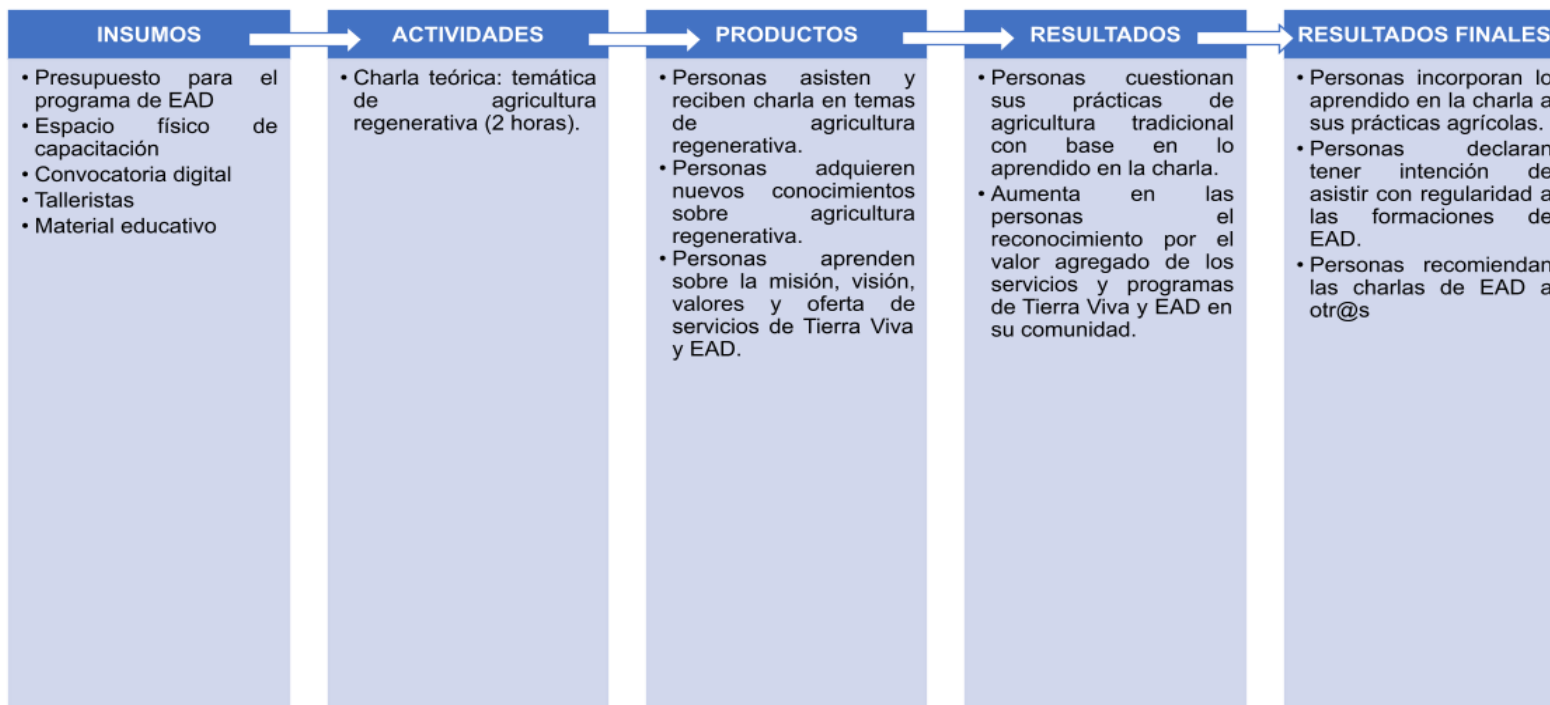 INSUMOS
• Presupuesto para el
programa de EAD
• Espacio físico de
capacitación
• Convocatoria digital
• Talleristas
• Material educativo
ACTIVIDADES
• Charla teórica: temática
de agricultura
regenerativa (2 horas).
PRODUCTOS
• Personas asisten y
reciben charla en temas
de agricultura
regenerativa.
• Personas adquieren
nuevos conocimientos
sobre agricultura
regenerativa.
• Personas aprenden
sobre la misión, visión,
valores y oferta de
servicios de Tierra Viva
y EAD.
RESULTADOS
• Personas cuestionan
sus prácticas de
agricultura tradicional
con base en lo
aprendido en la charla.
• Aumenta en las
personas el
reconocimiento por el
valor agregado de los
servicios y programas
de Tierra Viva y EAD en
su comunidad.
RESULTADOS FINALES
• Personas incorporan lo
aprendido en la charla a
sus prácticas agrícolas.
• Personas declaran
tener intención de
asistir con regularidad a
las formaciones de
EAD.
• Personas recomiendan
las charlas de EAD a
otr@s